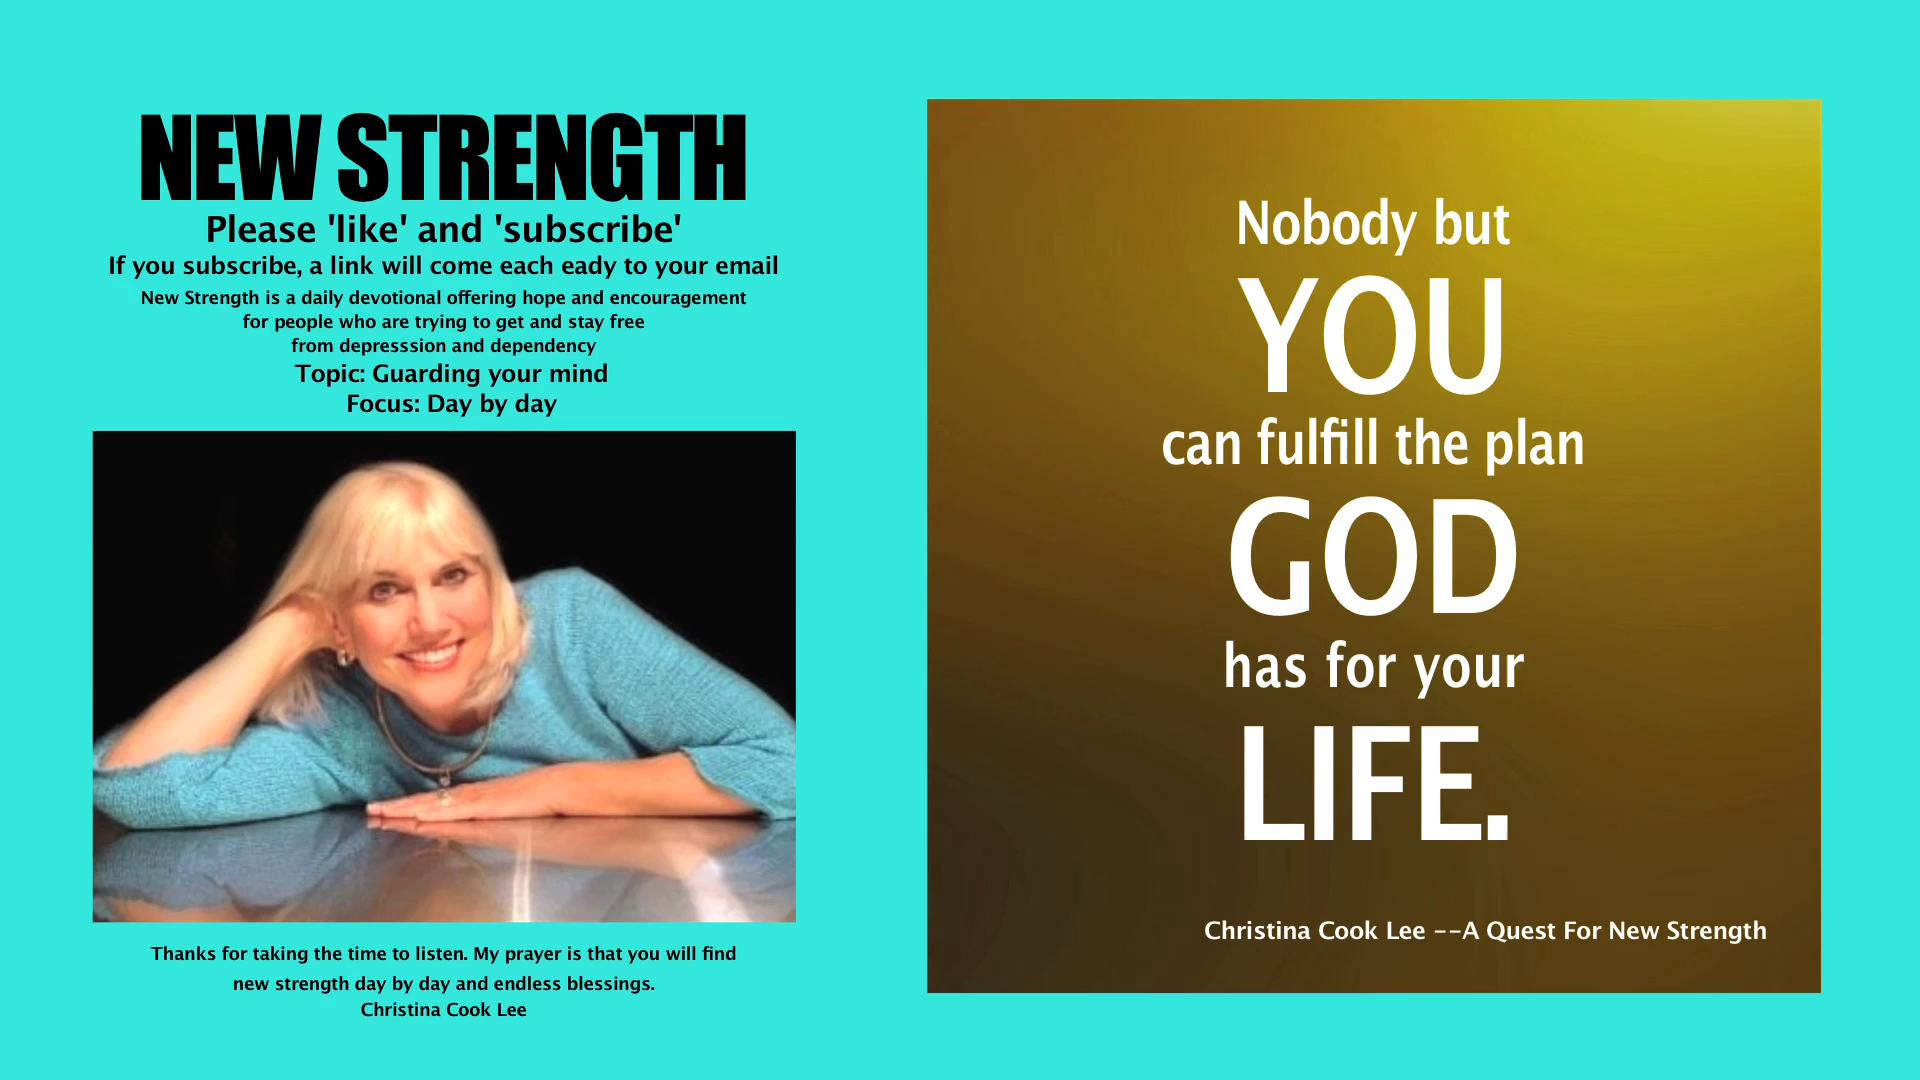 NEW STRENGTH
Please 'like' and 'subscribe'
If you subscribe, a link will come each eady to your email
New Strength is a daily devotional offering hope and encouragement
for people who are trying to get and stay free
from depresssion and dependency
Topic: Guarding your mind
Focus: Day by day
Thanks for taking the time to listen. My prayer is that you will find
new strength day by day and endless blessings.
Christina Cook Lee
Nobody but
YOU
can fulfill the plan
GOD
has for your
LIFE.
Christina Cook Lee --A Quest For New Strength